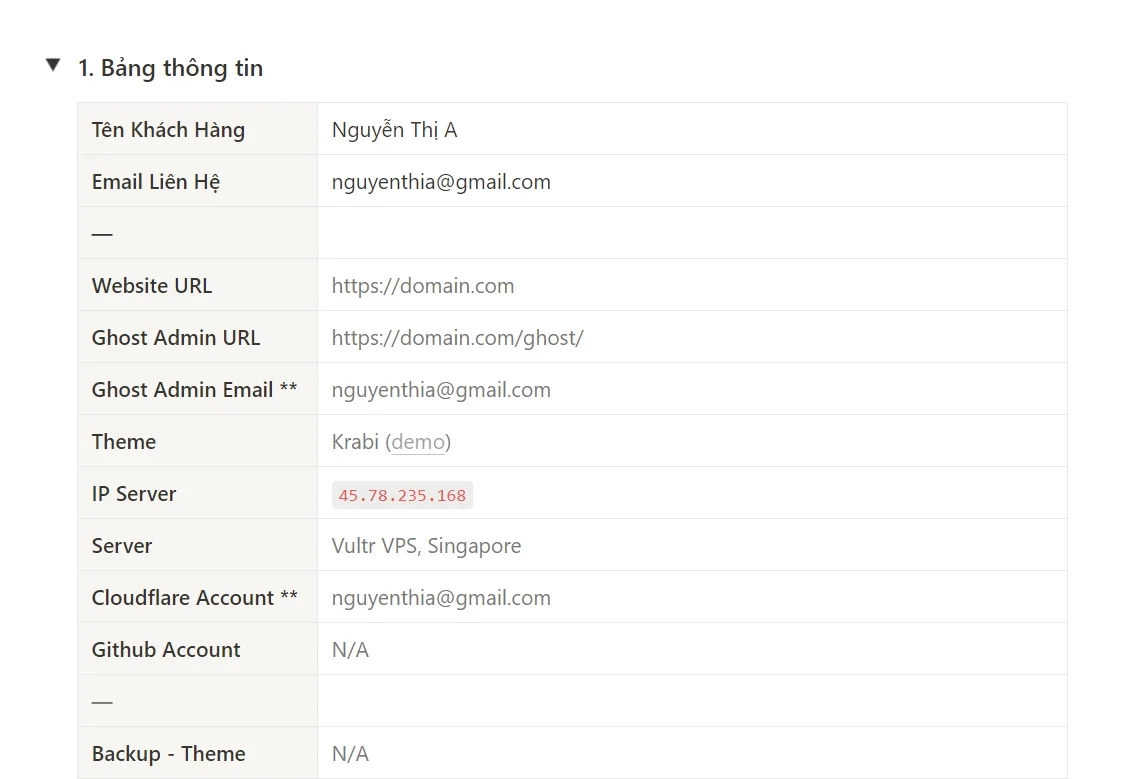 1. Bảng thông tin
Tên Khách Hàng Nguyễn Thị A
Email Liên Hệ nguyenthia@gmail.com
—
Website URL https://domain.com
Ghost Admin URL https://domain.com/ghost/
Ghost Admin Email ** nguyenthia@gmail.com
Theme Krabi (demo)
IP Server 45.78.235.168
Server Vultr VPS, Singapore
Cloudflare Account ** nguyenthia@gmail.com
Github Account N/A
—
Backup - Theme N/A